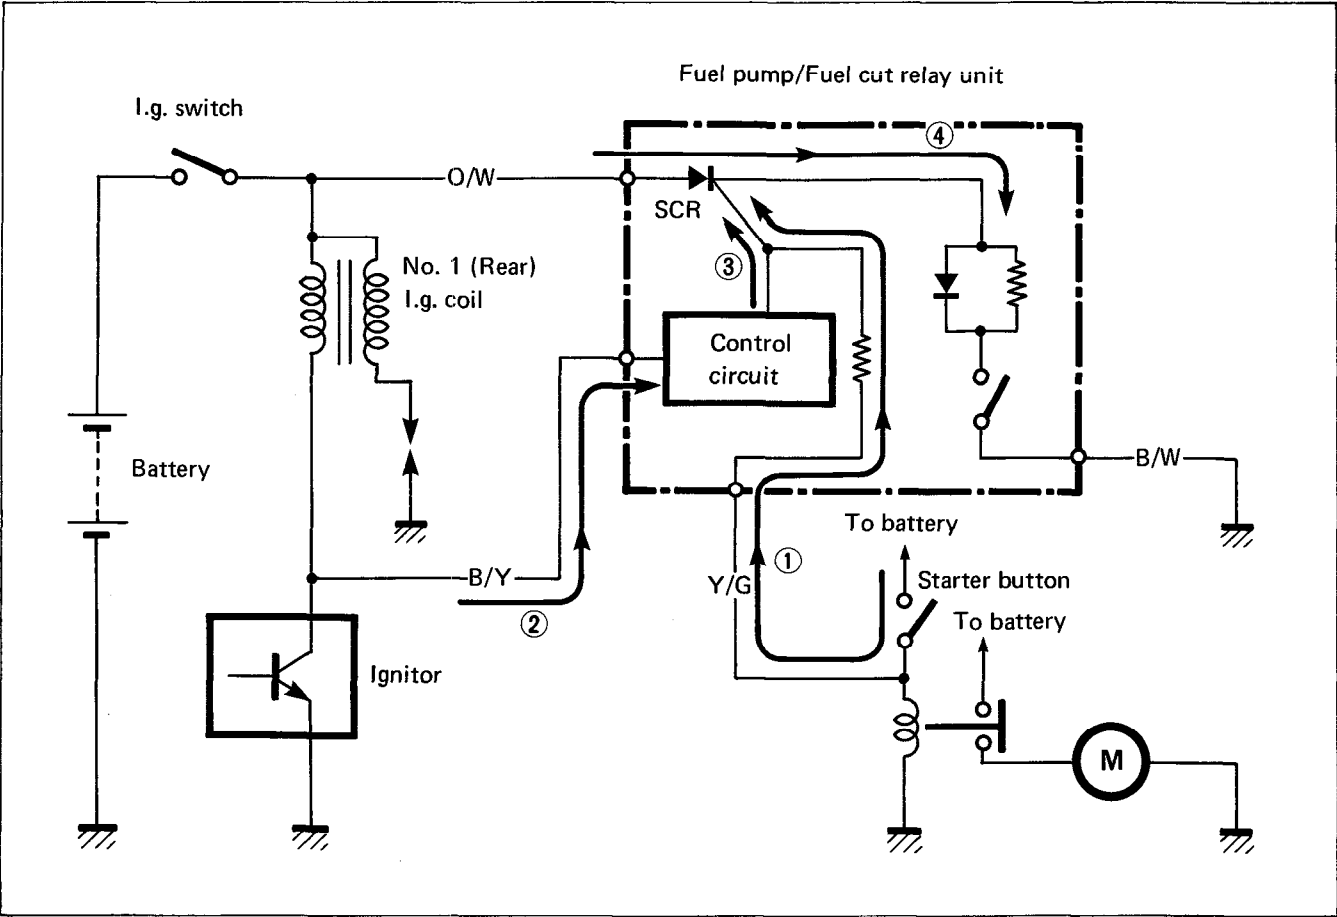 Fuel pump/Fuel cut relay unit
I.g. switch
④
O/W
SCR
③
No. 1 (Rear)
I.g. coil
Control
circuit
Battery
B/W
To battery
①
B/Y
Y/G
Starter button
②
To battery
Ignitor
M